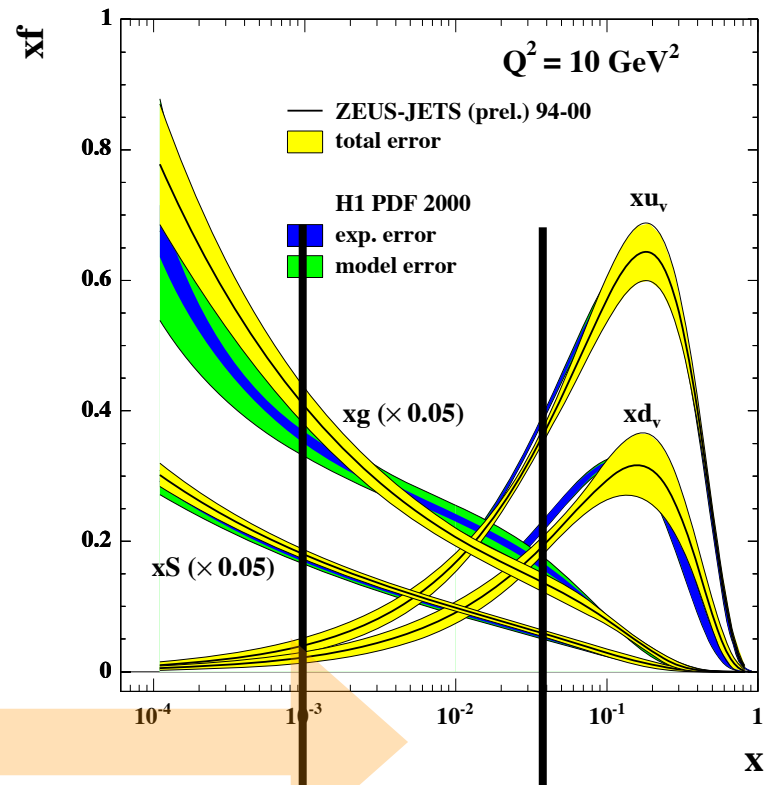 xf
1
Q² = 10 GeV²
ZEUS-JETS (prel.) 94-00
total error
0.8
H1 PDF 2000
exp. error
model error
xuᵥ
0.6
0.4
xg (× 0.05)
xdᵥ
0.2
xS (× 0.05)
0
10⁻⁴ 10⁻³ 10⁻² 10⁻¹ 1
x